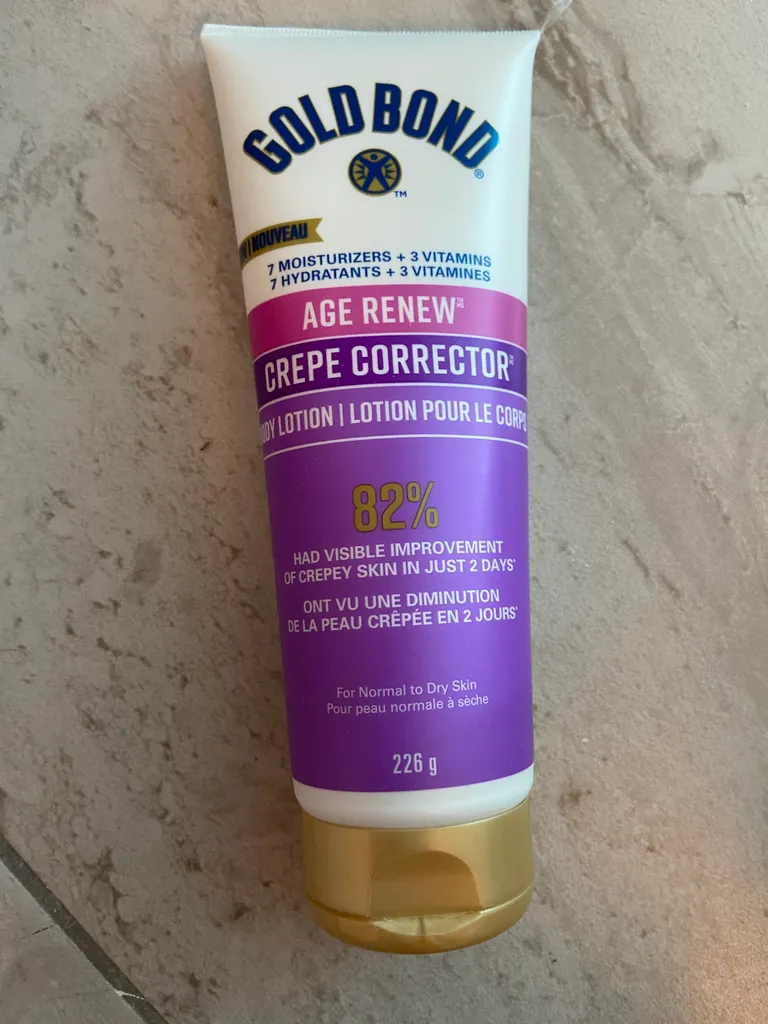 GOLD BOND®
™
NOUVEAU
7 MOISTURIZERS + 3 VITAMINS
7 HYDRATANTS + 3 VITAMINES
AGE RENEW
CREPE CORRECTOR
LOTION | LOTION POUR LE CORPS
82%
HAD VISIBLE IMPROVEMENT
OF CREPEY SKIN IN JUST 2 DAYS*
ONT VU UNE DIMINUTION
DE LA PEAU CRÊPÉE EN 2 JOURS*
For Normal to Dry Skin
Pour peau normale à sèche
226 g